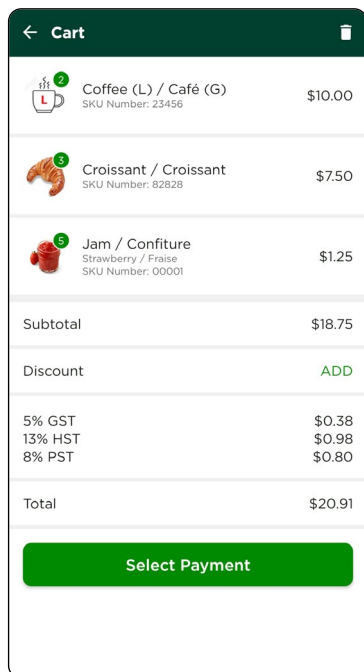 Cart
2
L
Coffee (L) / Café (G)
SKU Number: 23456
$10.00
3
Croissant / Croissant
SKU Number: 82828
$7.50
5
Jam / Confiture
Strawberry / Fraise
SKU Number: 00001
$1.25
Subtotal $18.75
Discount ADD
5% GST $0.38
13% HST $0.98
8% PST $0.80
Total $20.91
Select Payment